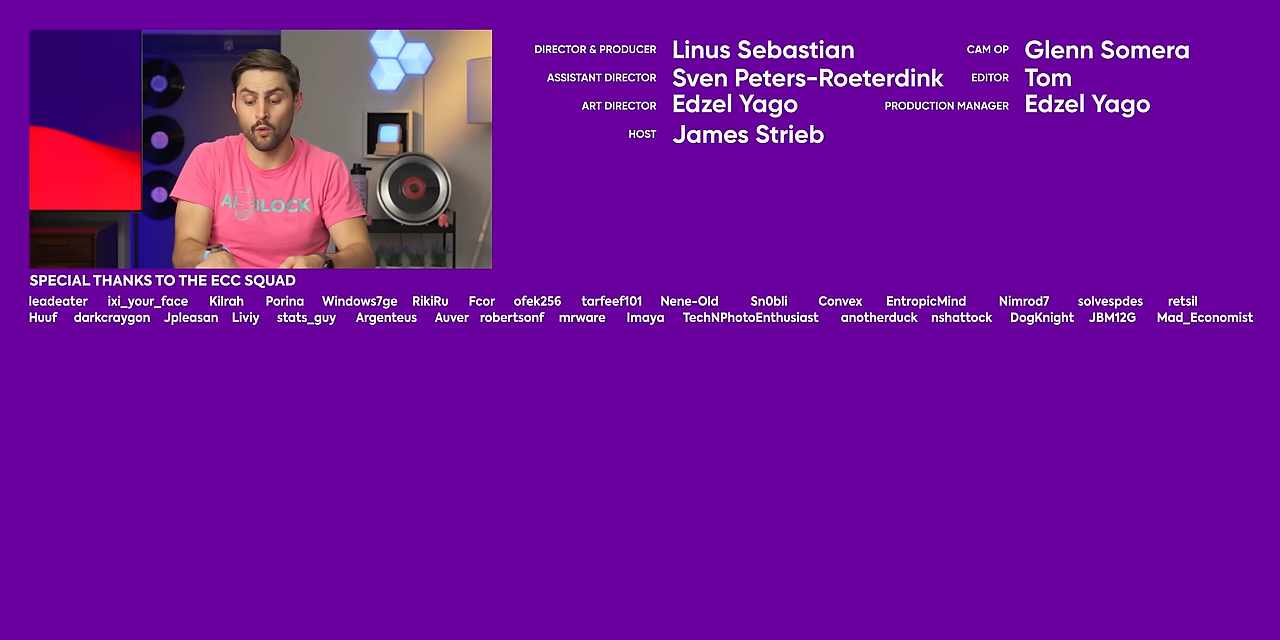 DIRECTOR & PRODUCER Linus Sebastian
ASSISTANT DIRECTOR Sven Peters-Roeterdink
ART DIRECTOR Edzel Yago
HOST James Strieb
CAM OP Glenn Somera
EDITOR Tom
PRODUCTION MANAGER Edzel Yago
SPECIAL THANKS TO THE ECC SQUAD
leadeater ixi_your_face Kilrah Porina Windows7ge RikiRu Fcor ofek256 tarfeef101 Nene-Old Sn0bli Convex EntropicMind Nimrod7 solvespdes retsil
Huuf darkcraygon Jpleasan Liviy stats_guy Argenteus Auver robertsonf mrware Imaya TechNPhotoEnthusiast anotherduck nshattock DogKnight JBM12G Mad_Economist